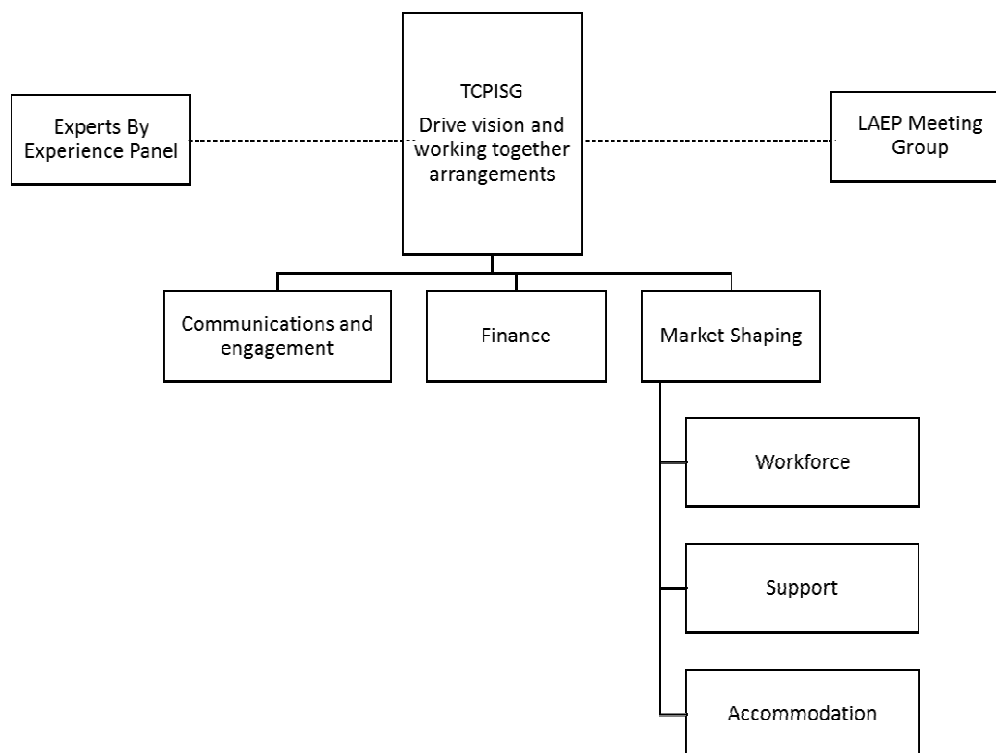 TCPISG
Drive vision and
working together
arrangements
Experts By
Experience Panel
LAEP Meeting
Group
Communications and
engagement
Finance
Market Shaping
Workforce
Support
Accommodation